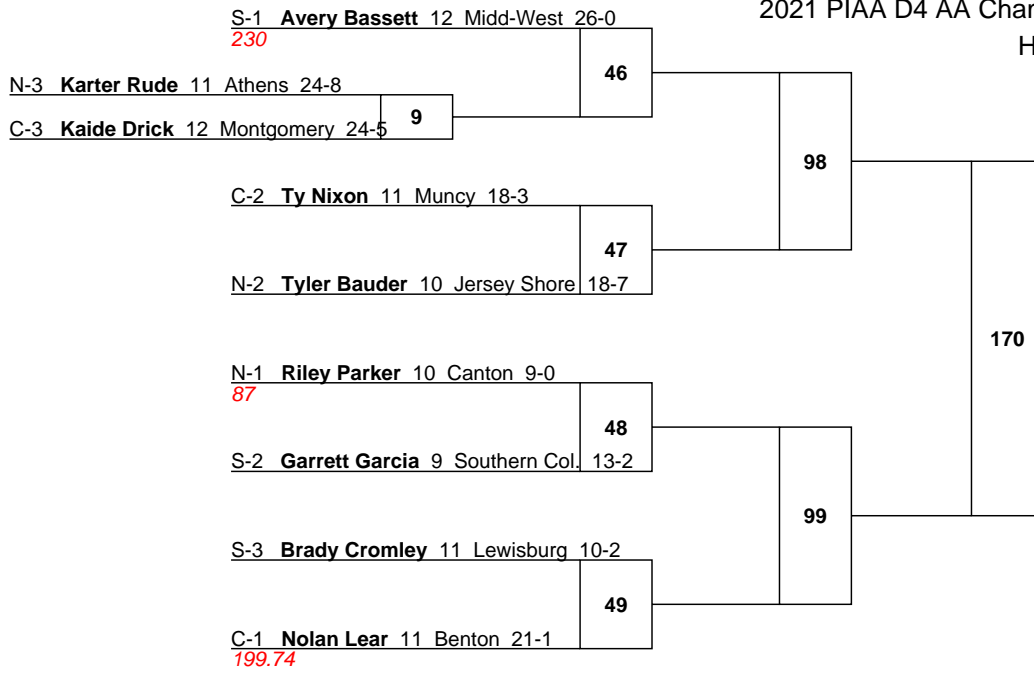 2021 PIAA D4 AA Char
H
S-1 Avery Bassett 12 Midd-West 26-0
230
46
N-3 Karter Rude 11 Athens 24-8
9
C-3 Kaide Drick 12 Montgomery 24-5
98
C-2 Ty Nixon 11 Muncy 18-3
47
N-2 Tyler Bauder 10 Jersey Shore 18-7
170
N-1 Riley Parker 10 Canton 9-0
87
48
S-2 Garrett Garcia 9 Southern Col. 13-2
99
S-3 Brady Cromley 11 Lewisburg 10-2
49
C-1 Nolan Lear 11 Benton 21-1
199.74